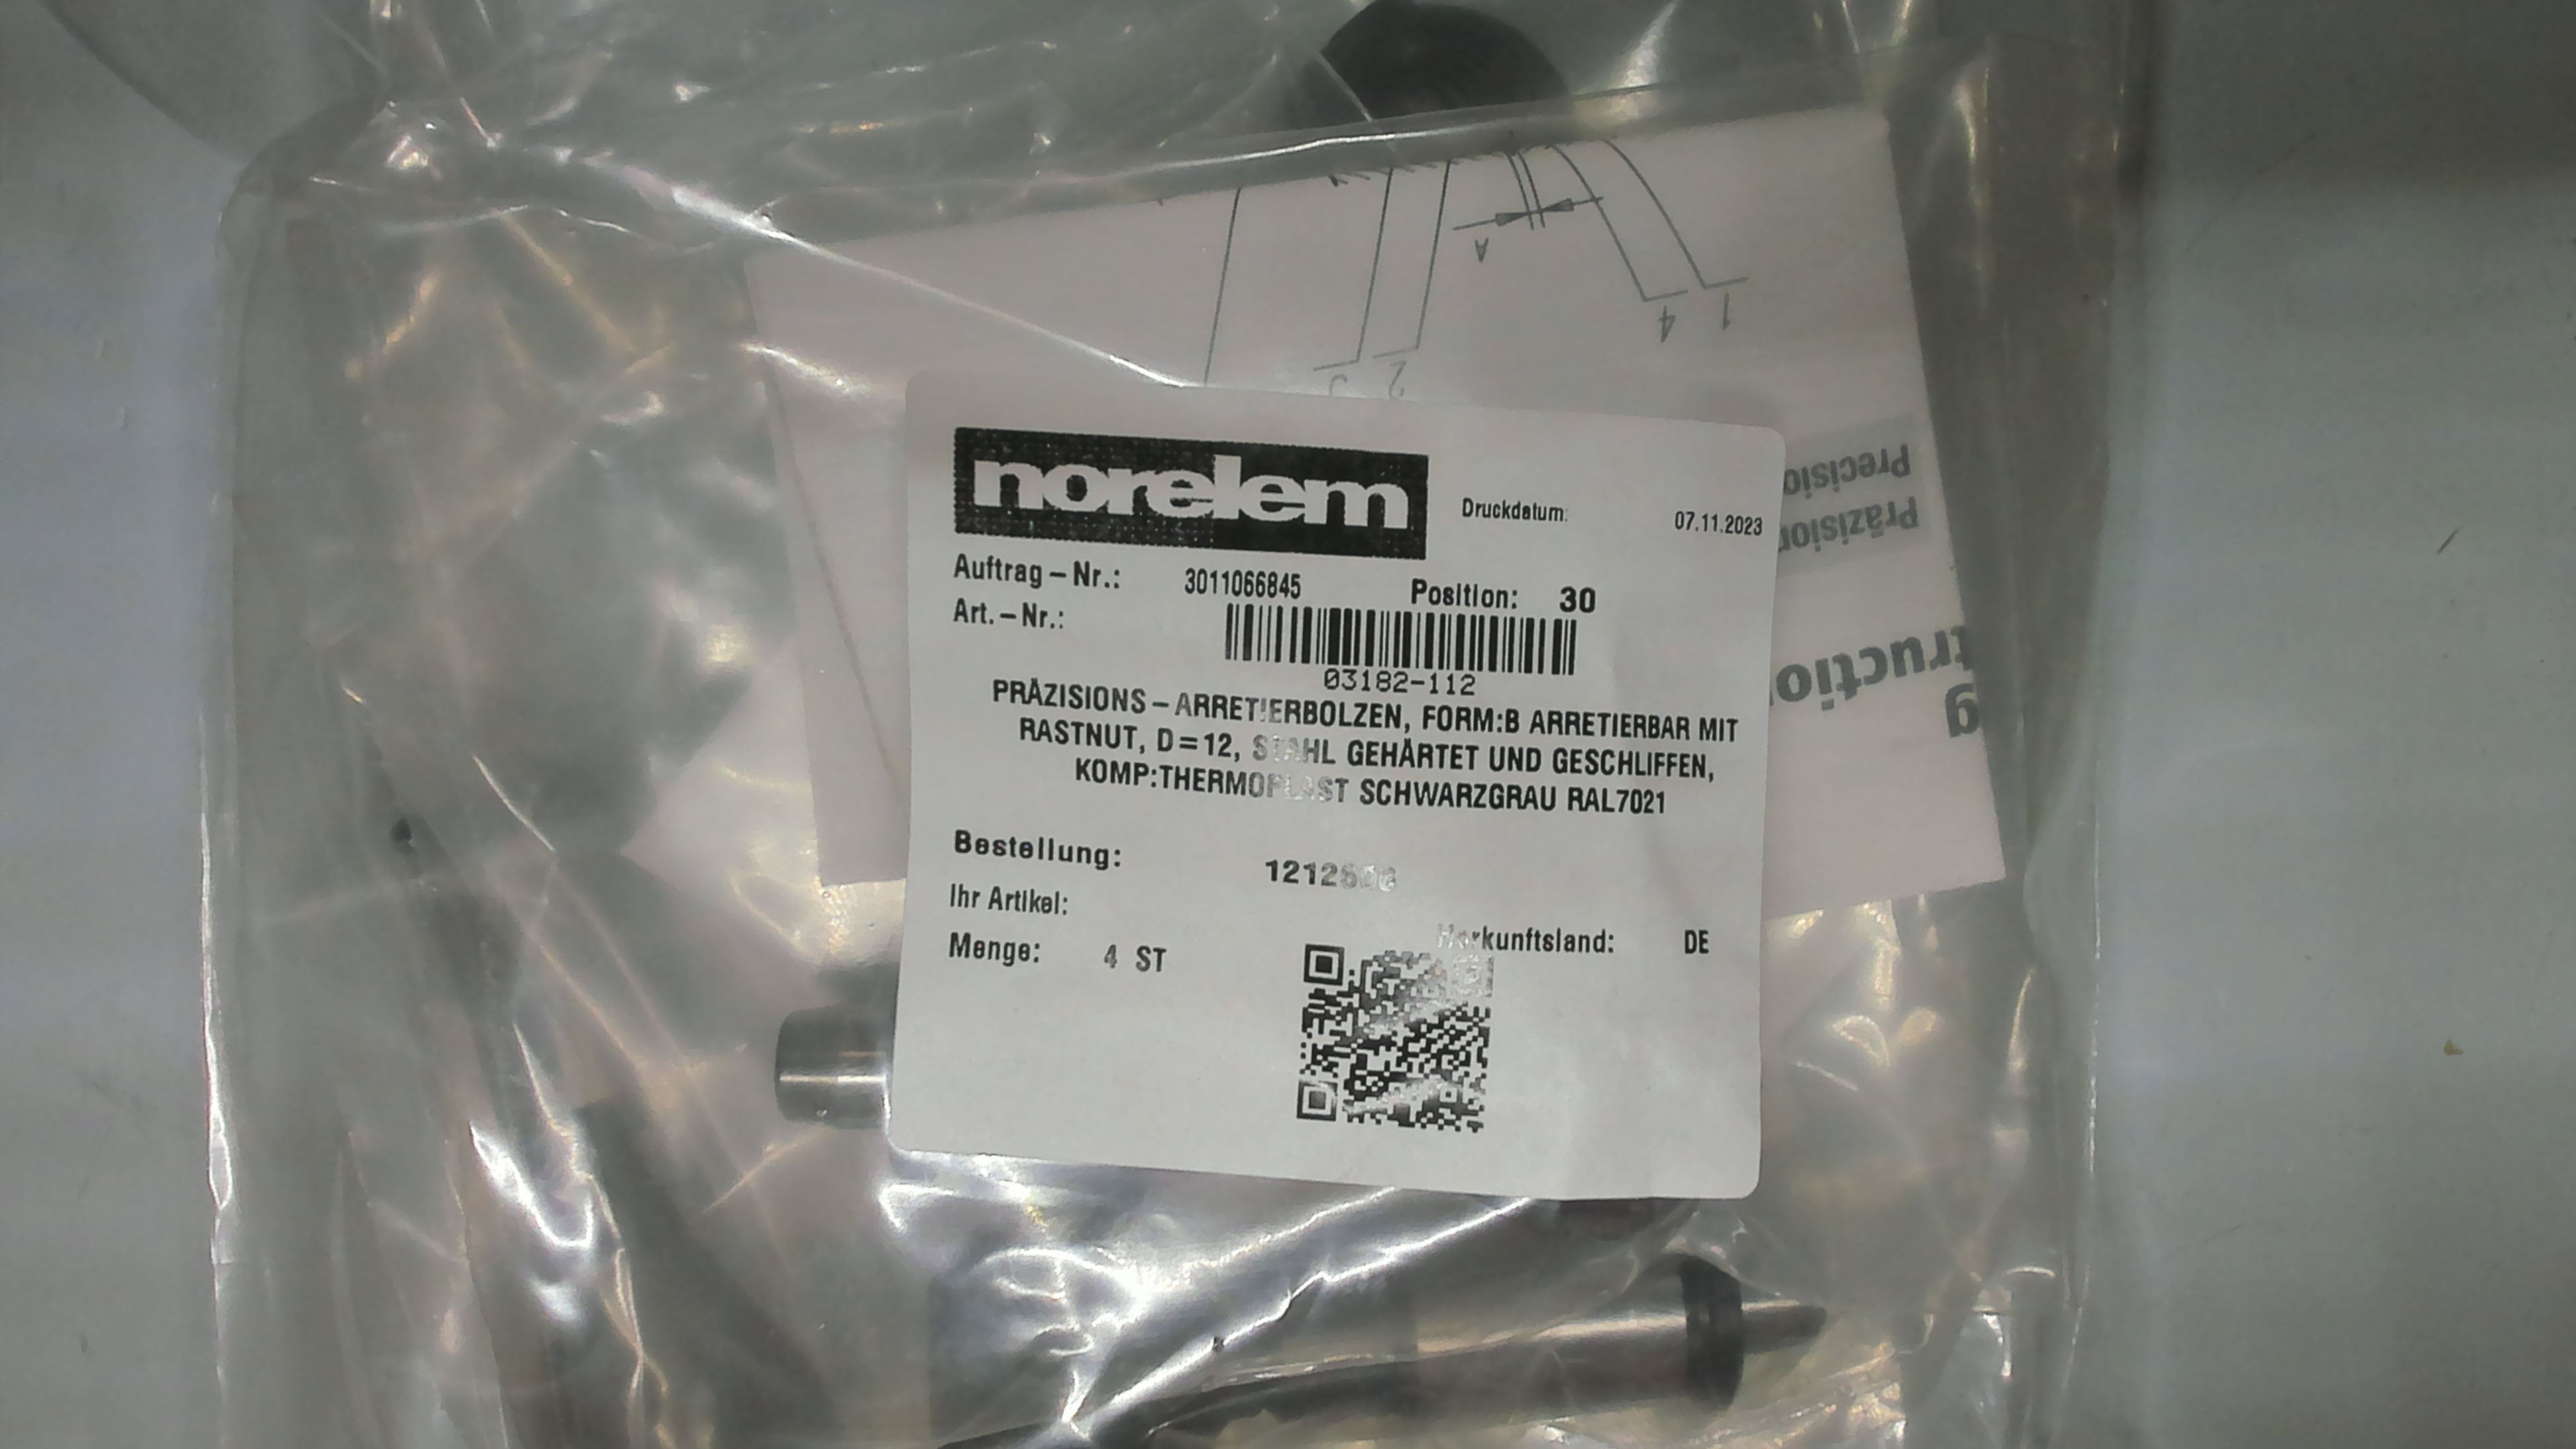 A
1
4
2
norelem
Druckdatum:
07.11.2023
Präzision
Precisio
Auftrag-Nr.: 3011066845 Position: 30
Art.-Nr.:
03182-112
PRÄZISIONS-ARRETIERBOLZEN, FORM:B ARRETIERBAR MIT
RASTNUT, D=12, STAHL GEHÄRTET UND GESCHLIFFEN,
KOMP:THERMOPLAST SCHWARZGRAU RAL7021
g
tructio
Bestellung:
Ihr Artikel:
Herkunftsland: DE
Menge: 4 ST